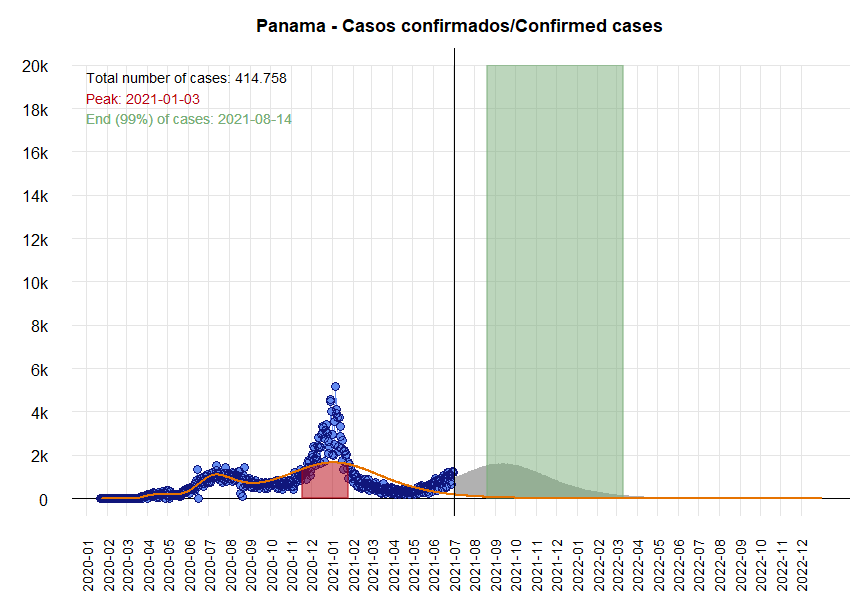 Panama - Casos confirmados/Confirmed cases
Total number of cases: 414.758
Peak: 2021-01-03
End (99%) of cases: 2021-08-14
20k
18k
16k
14k
12k
10k
8k
6k
4k
2k
0
2020-01
2020-02
2020-03
2020-04
2020-05
2020-06
2020-07
2020-08
2020-09
2020-10
2020-11
2020-12
2021-01
2021-02
2021-03
2021-04
2021-05
2021-06
2021-07
2021-08
2021-09
2021-10
2021-11
2021-12
2022-01
2022-02
2022-03
2022-04
2022-05
2022-06
2022-07
2022-08
2022-09
2022-10
2022-11
2022-12